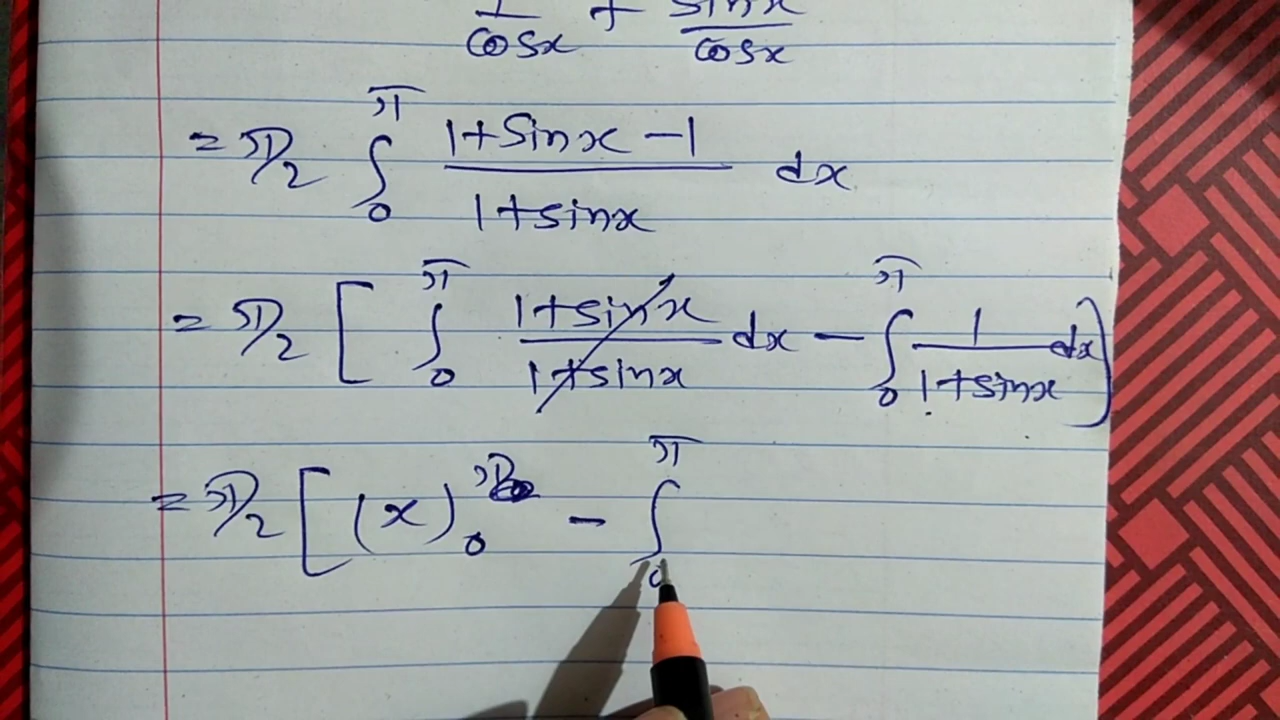 1/cosx + sinx/cosx
= π/2 ∫₀^π (1+sinx −1)/(1+sinx) dx
= π/2 [ ∫₀^π (1+sinx)/(1+sinx) dx − ∫₀^π 1/(1+sinx) dx )
= π/2 [ (x)₀^π − ∫₀^π